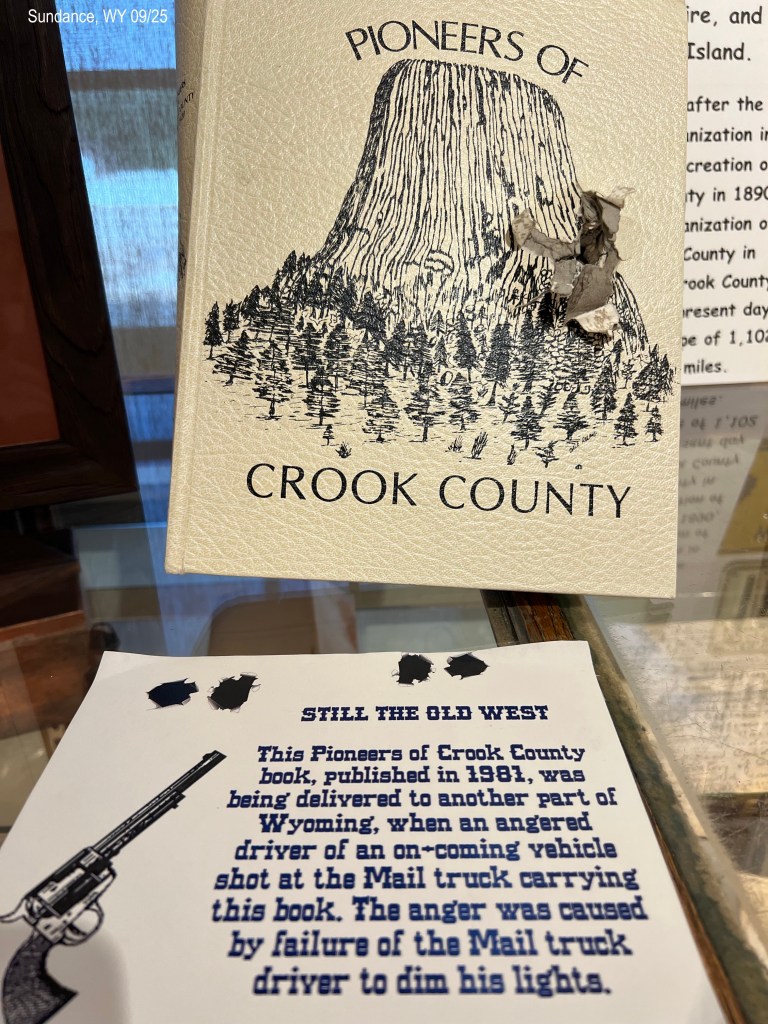 Sundance, WY 09/25
PIONEERS OF
CROOK COUNTY
ire, and
Island.
after the
nization in
creation o
ty in 1890
anization o
County in
rook County
resent day
pe of 1,102
miles.
STILL THE OLD WEST
This Pioneers of Crook County
book, published in 1981, was
being delivered to another part of
Wyoming, when an angered
driver of an on-coming vehicle
shot at the Mail truck carrying
this book. The anger was caused
by failure of the Mail truck
driver to dim his lights.